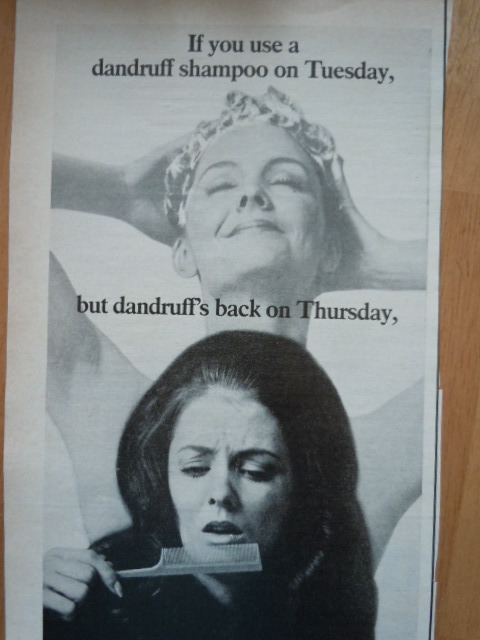 If you use a
dandruff shampoo on Tuesday,
but dandruff's back on Thursday,